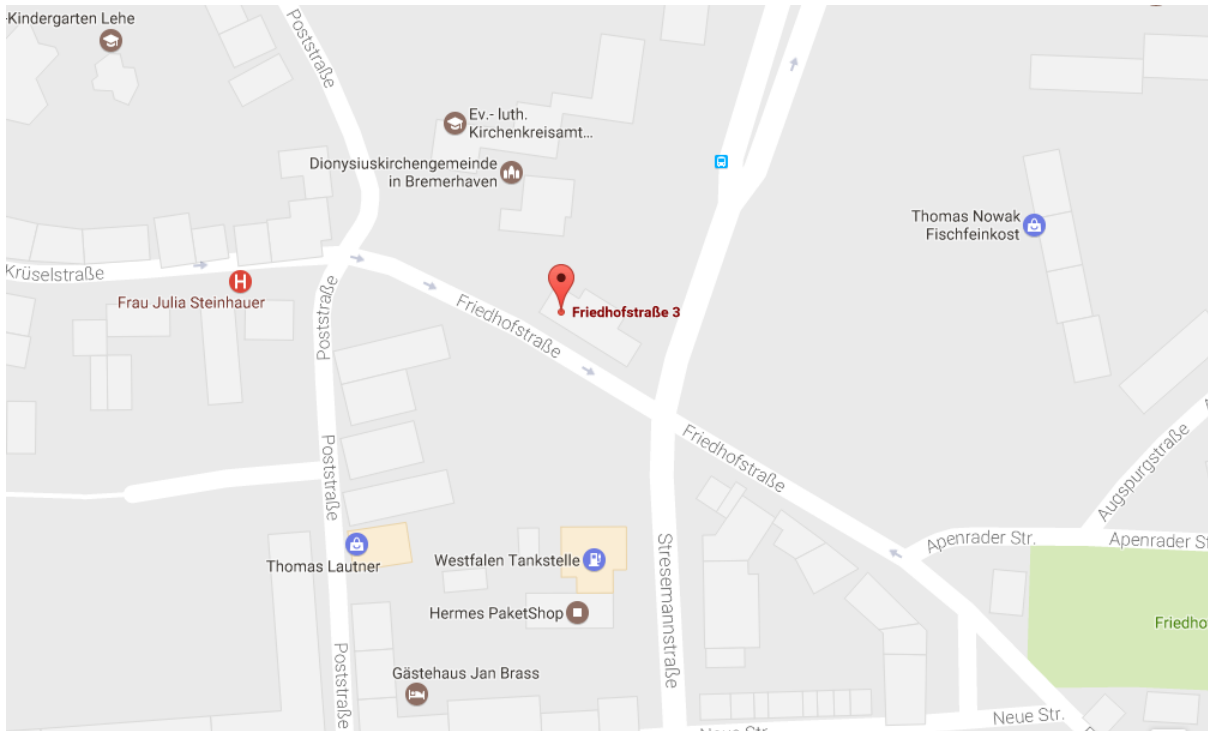 -Kindergarten Lehe
Poststraße
Ev.- luth.
Kirchenkreisamt...
Dionysiuskirchengemeinde
in Bremerhaven
Thomas Nowak
Fischfeinkost
Krüselstraße
H
Frau Julia Steinhauer
Poststraße
Friedhofstraße
Friedhofstraße 3
Friedhofstraße
Poststraße
Augspurgstraße
Apenrader Str.
Apenrader St
Thomas Lautner
Westfalen Tankstelle
Stresemannstraße
Hermes PaketShop
Friedho
Poststraße
Gästehaus Jan Brass
Neue Str.
Neue Str.